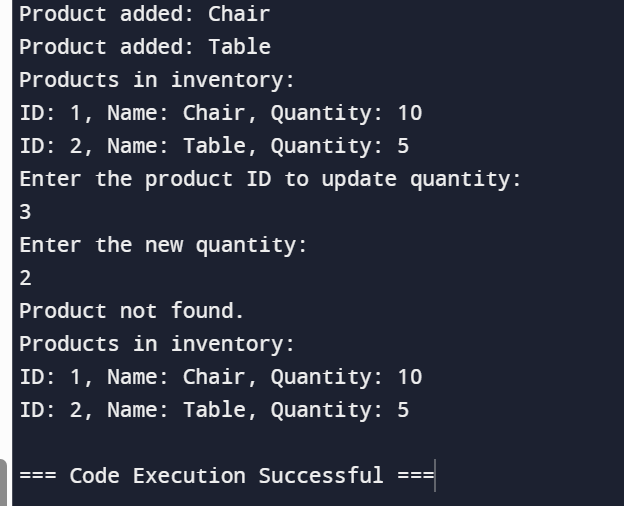 Product added: Chair
Product added: Table
Products in inventory:
ID: 1, Name: Chair, Quantity: 10
ID: 2, Name: Table, Quantity: 5
Enter the product ID to update quantity:
3
Enter the new quantity:
2
Product not found.
Products in inventory:
ID: 1, Name: Chair, Quantity: 10
ID: 2, Name: Table, Quantity: 5
=== Code Execution Successful ===